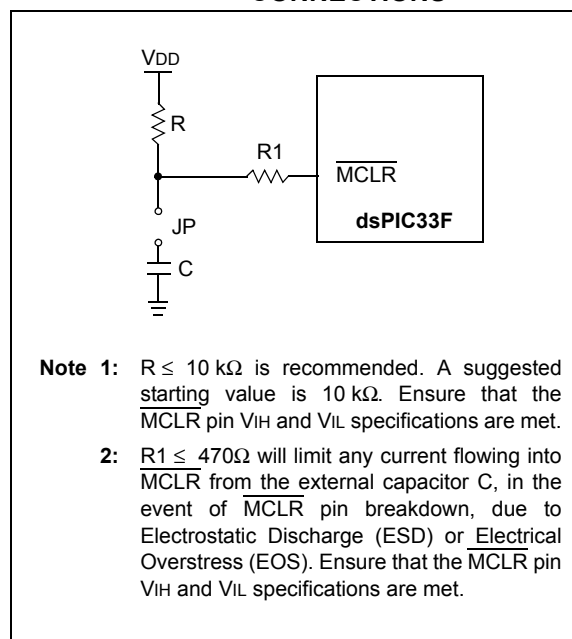 VDD
R
R1
MCLR
JP
dsPIC33F
C
Note 1: R ≤ 10 kΩ is recommended. A suggested
starting value is 10 kΩ. Ensure that the
MCLR pin VIH and VIL specifications are met.
2: R1 ≤ 470Ω will limit any current flowing into
MCLR from the external capacitor C, in the
event of MCLR pin breakdown, due to
Electrostatic Discharge (ESD) or Electrical
Overstress (EOS). Ensure that the MCLR pin
VIH and VIL specifications are met.